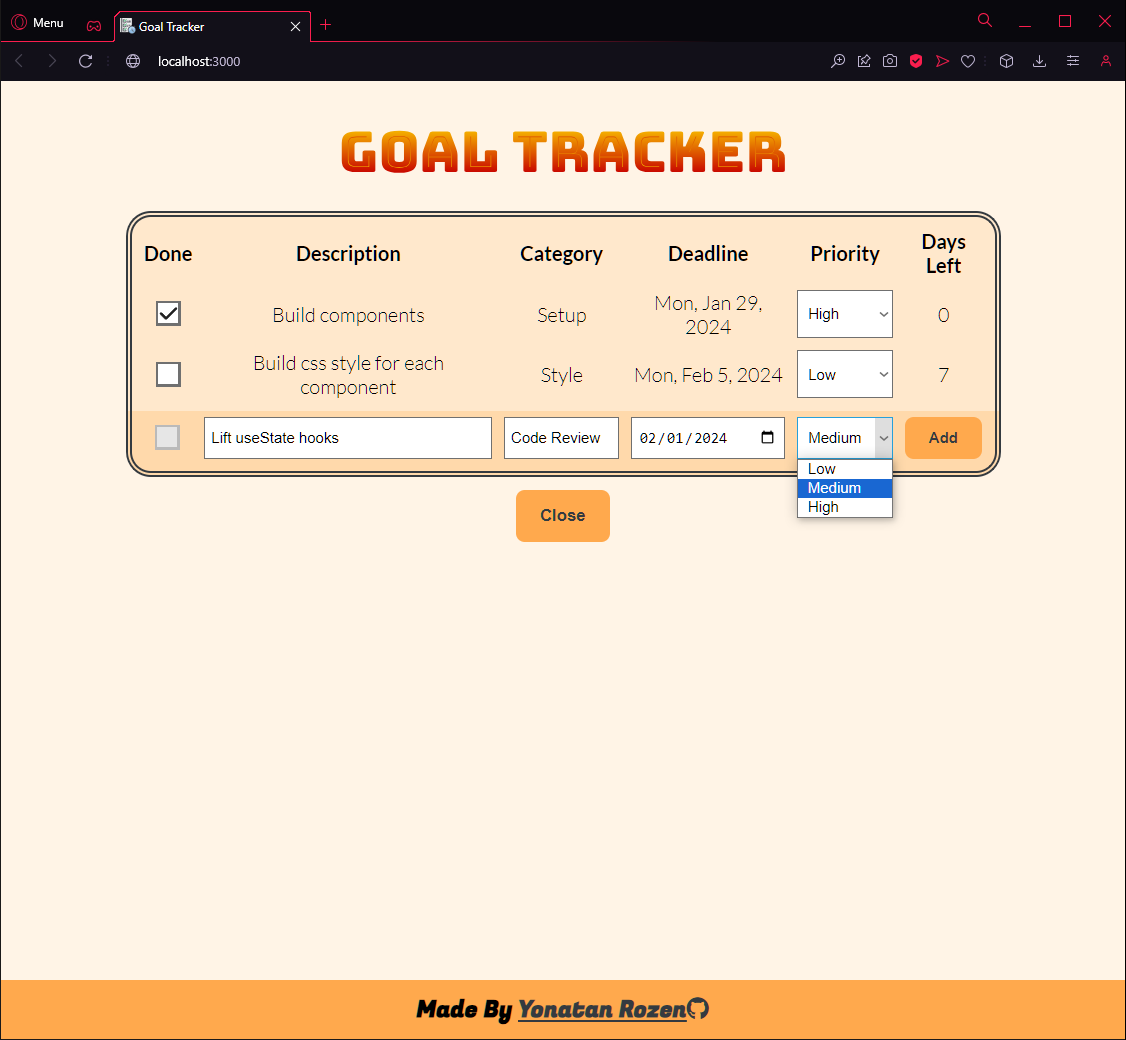 Menu
Goal Tracker
localhost:3000
GOAL TRACKER
Done Description Category Deadline Priority Days Left
Build components Setup Mon, Jan 29, 2024 High 0
Build css style for each component Style Mon, Feb 5, 2024 Low 7
Lift useState hooks Code Review 02/01/2024 Medium Add
Low
Medium
High
Close
Made By Yonatan Rozen